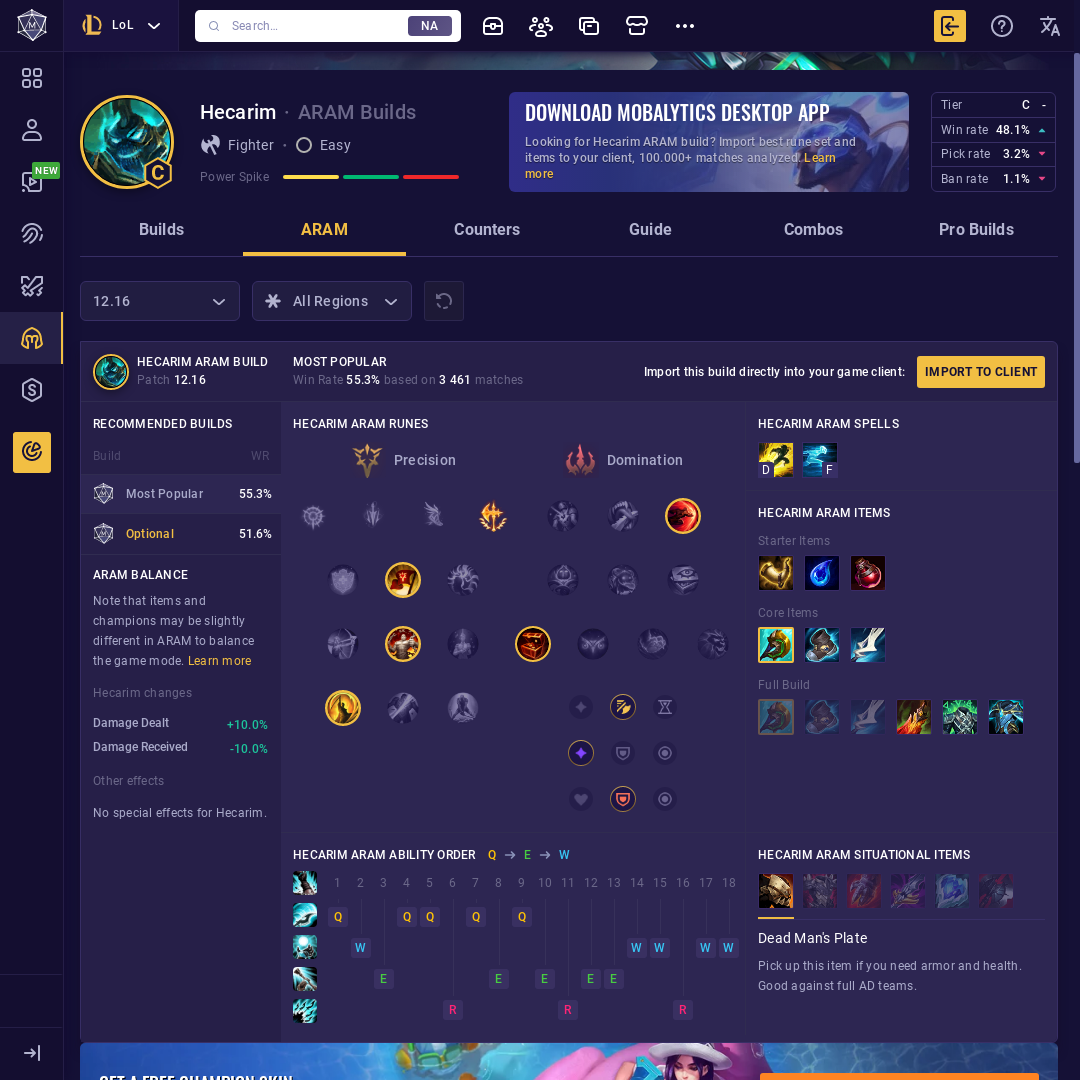 LoL
Search...
NA
NEW
Hecarim · ARAM Builds
Fighter · Easy
Power Spike
C
DOWNLOAD MOBALYTICS DESKTOP APP
Looking for Hecarim ARAM build? Import best rune set and
items to your client, 100.000+ matches analyzed. Learn
more
Tier C -
Win rate 48.1%
Pick rate 3.2%
Ban rate 1.1%
Builds ARAM Counters Guide Combos Pro Builds
12.16
All Regions
HECARIM ARAM BUILD
Patch 12.16
MOST POPULAR
Win Rate 55.3% based on 3 461 matches
Import this build directly into your game client:
IMPORT TO CLIENT
RECOMMENDED BUILDS
Build WR
Most Popular 55.3%
Optional 51.6%
ARAM BALANCE
Note that items and
champions may be slightly
different in ARAM to balance
the game mode. Learn more
Hecarim changes
Damage Dealt +10.0%
Damage Received -10.0%
Other effects
No special effects for Hecarim.
HECARIM ARAM RUNES
Precision
Domination
HECARIM ARAM SPELLS
D F
HECARIM ARAM ITEMS
Starter Items
Core Items
Full Build
HECARIM ARAM ABILITY ORDER Q → E → W
1 2 3 4 5 6 7 8 9 10 11 12 13 14 15 16 17 18
Q Q Q Q Q
W W W W W
E E E E E
R R R
HECARIM ARAM SITUATIONAL ITEMS
Dead Man's Plate
Pick up this item if you need armor and health.
Good against full AD teams.
GET A FREE CHAMPION SKIN